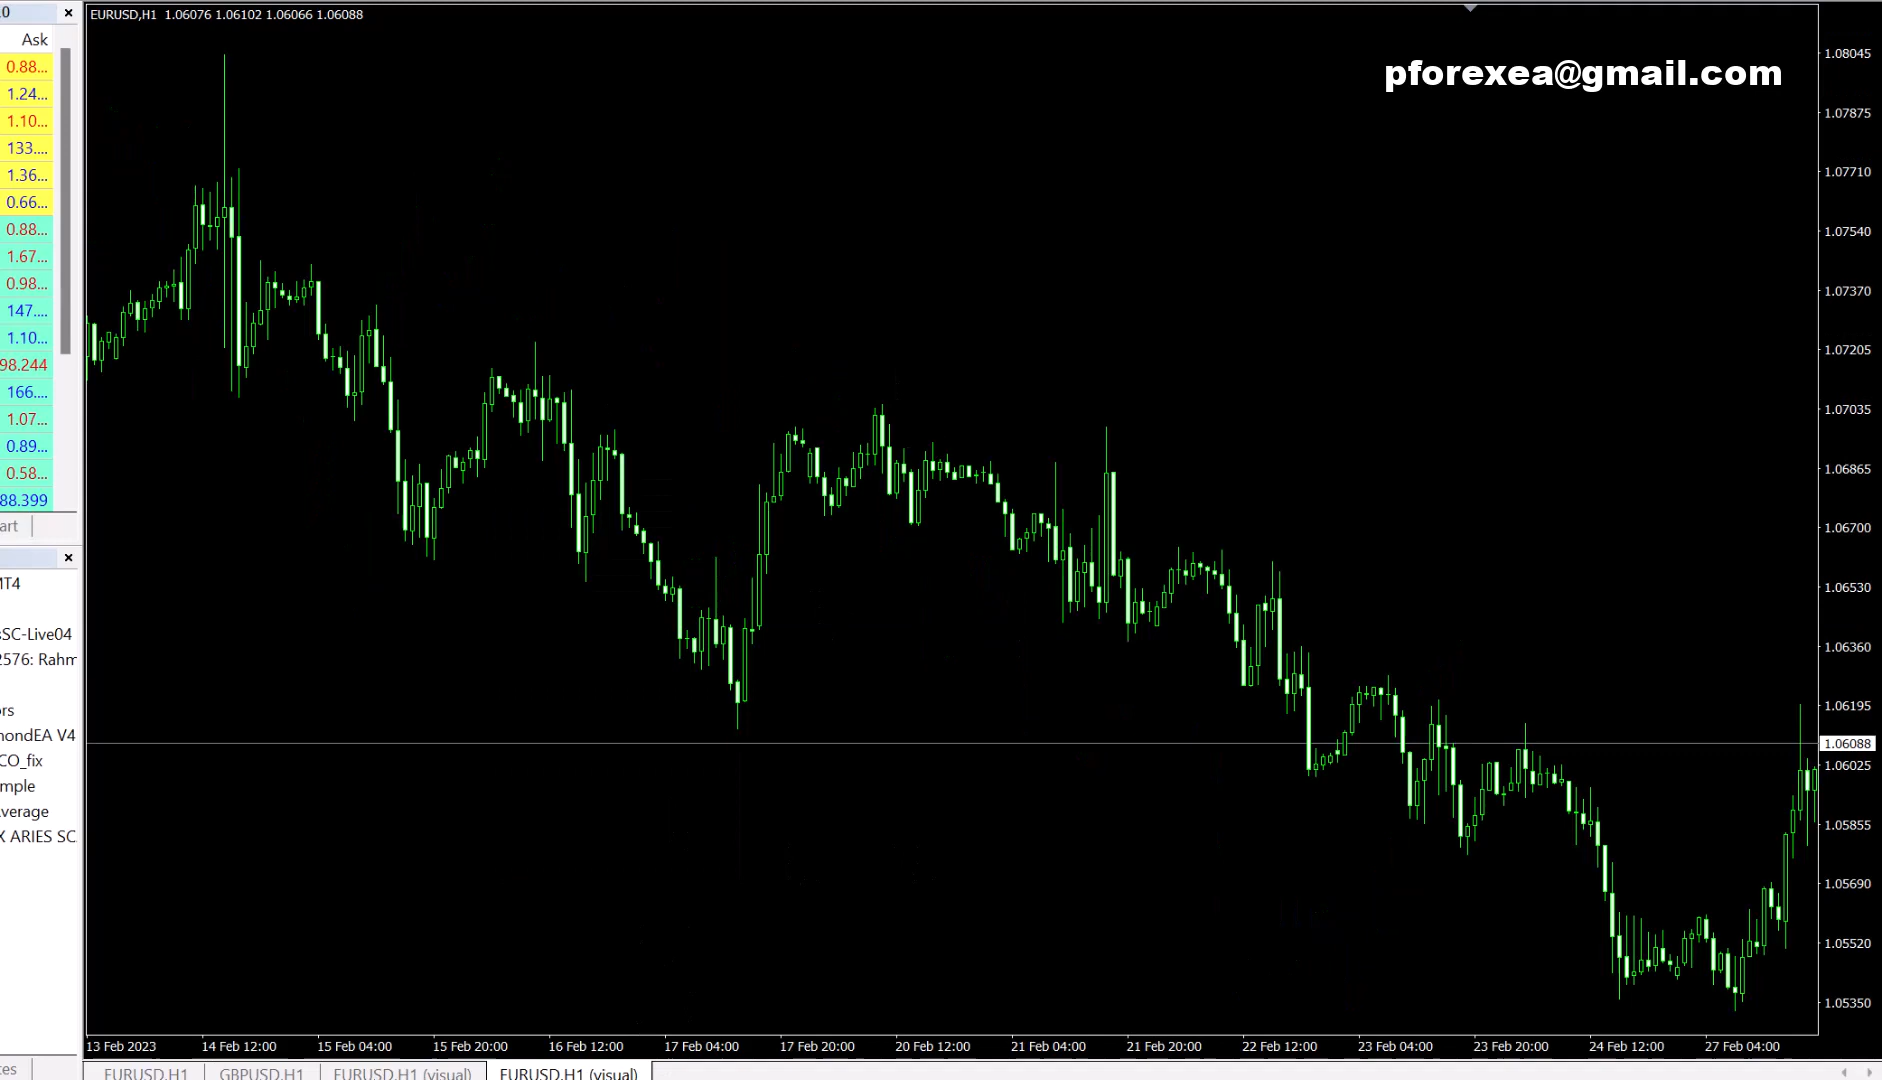 EURUSD,H1 1.06076 1.06102 1.06066 1.06088
pforexea@gmail.com
Ask
0.88...
1.24...
1.10...
133....
1.36...
0.66...
0.88...
1.67...
0.98...
147....
1.10...
98.244
166....
1.07...
0.89...
0.58...
88.399
art
MT4
SC-Live04
2576: Rahm
ors
mondEA V4
CO_fix
mple
verage
X ARIES SC
tes
1.08045
1.07875
1.07710
1.07540
1.07370
1.07205
1.07035
1.06865
1.06700
1.06530
1.06360
1.06195
1.06088
1.06025
1.05855
1.05690
1.05520
1.05350
13 Feb 2023 14 Feb 12:00 15 Feb 04:00 15 Feb 20:00 16 Feb 12:00 17 Feb 04:00 17 Feb 20:00 20 Feb 12:00 21 Feb 04:00 21 Feb 20:00 22 Feb 12:00 23 Feb 04:00 23 Feb 20:00 24 Feb 12:00 27 Feb 04:00
EURUSD,H1 GBPUSD,H1 EURUSD,H1 (visual) EURUSD,H1 (visual)